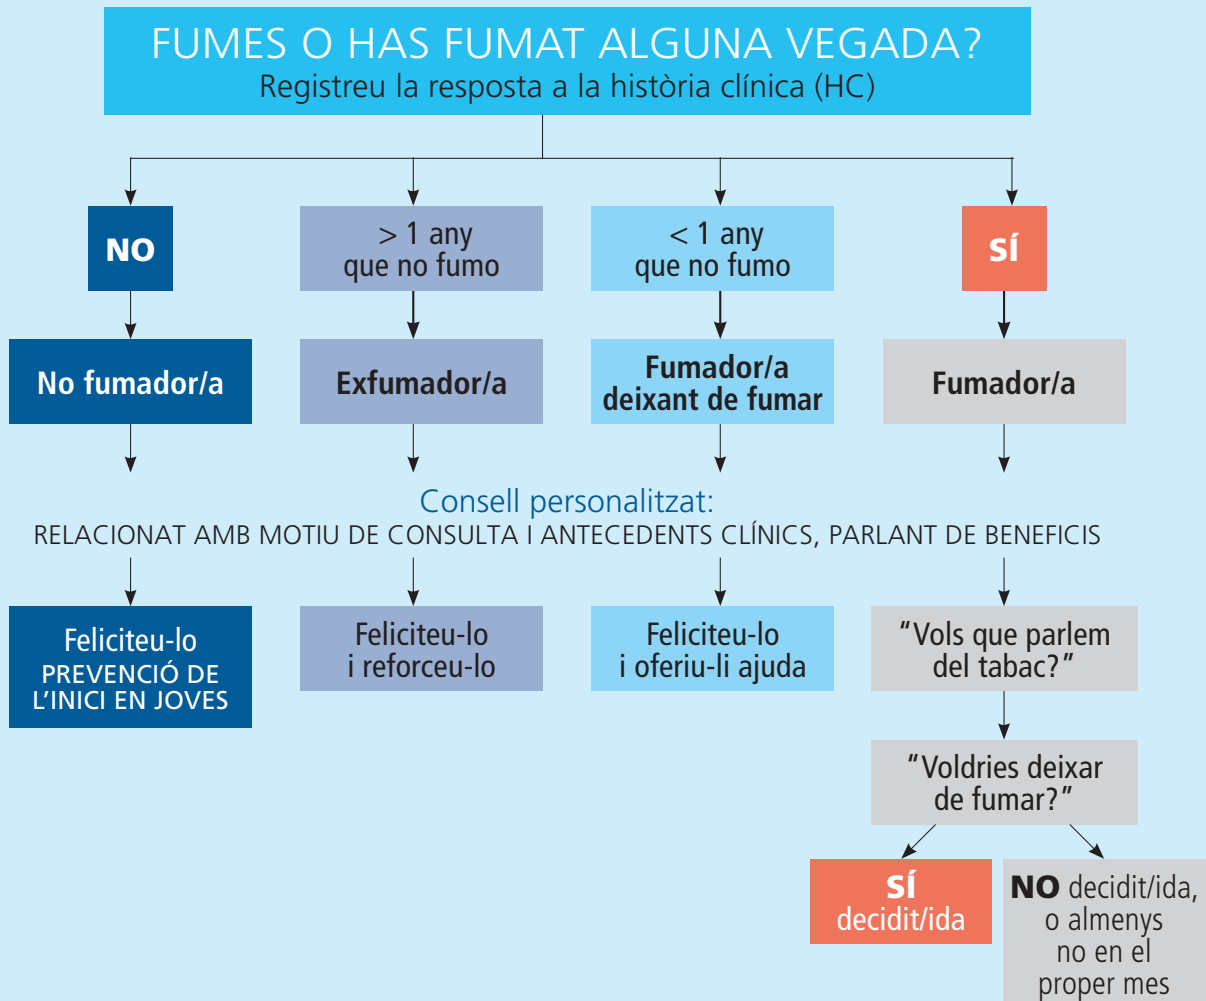 FUMES O HAS FUMAT ALGUNA VEGADA?
Registreu la resposta a la història clínica (HC)
NO
> 1 any
que no fumo
< 1 any
que no fumo
SÍ
No fumador/a
Exfumador/a
Fumador/a
deixant de fumar
Fumador/a
Consell personalitzat:
RELACIONAT AMB MOTIU DE CONSULTA I ANTECEDENTS CLÍNICS, PARLANT DE BENEFICIS
Feliciteu-lo
PREVENCIÓ DE
L'INICI EN JOVES
Feliciteu-lo
i reforceu-lo
Feliciteu-lo
i oferiu-li ajuda
"Vols que parlem
del tabac?"
"Voldries deixar
de fumar?"
SÍ
decidit/ida
NO decidit/ida,
o almenys
no en el
proper mes